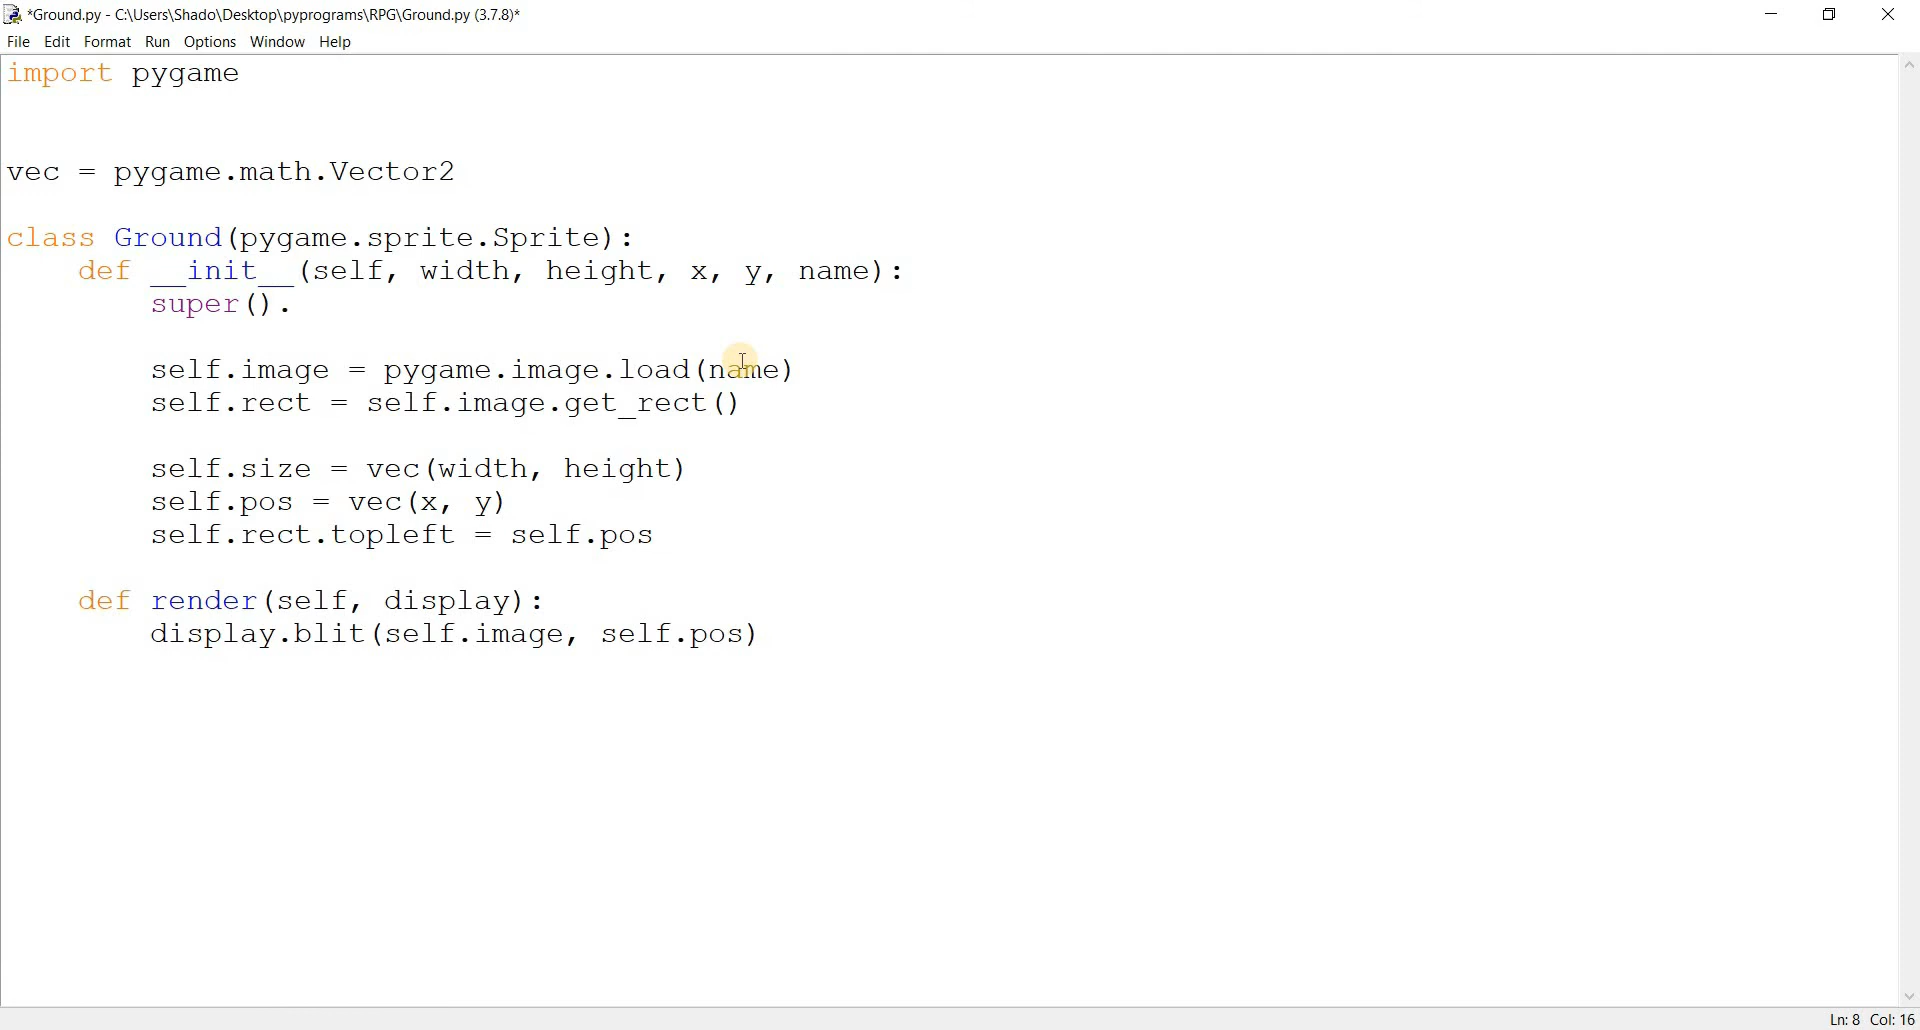 *Ground.py - C:\Users\Shado\Desktop\pyprograms\RPG\Ground.py (3.7.8)*
File Edit Format Run Options Window Help
import pygame
vec = pygame.math.Vector2
class Ground(pygame.sprite.Sprite):
    def __init__(self, width, height, x, y, name):
        super().
        self.image = pygame.image.load(name)
        self.rect = self.image.get_rect()
        self.size = vec(width, height)
        self.pos = vec(x, y)
        self.rect.topleft = self.pos
    def render(self, display):
        display.blit(self.image, self.pos)
Ln: 8 Col: 16